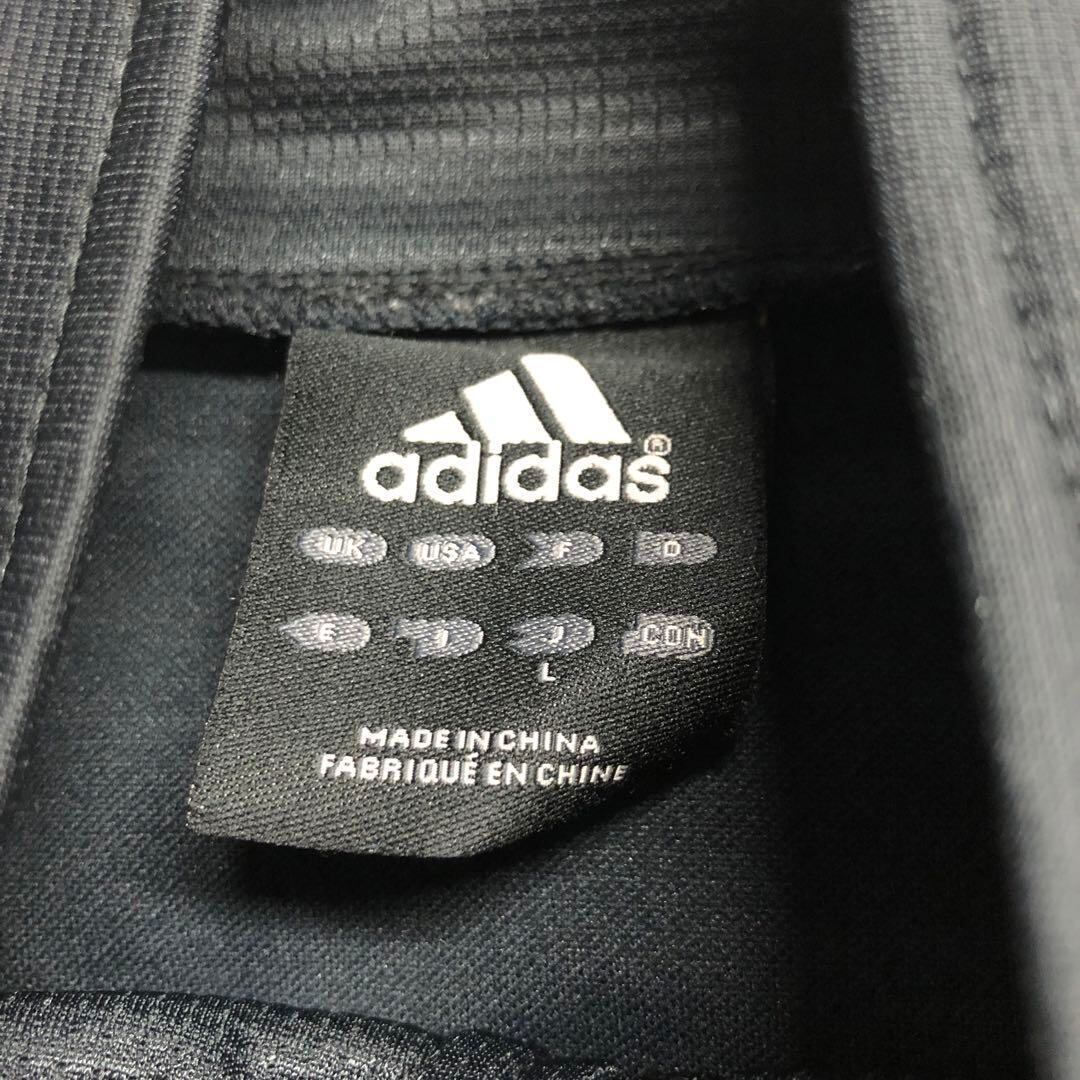 adidas®
UK USA F D
E I J CDN
L
MADE IN CHINA
FABRIQUÉ EN CHINE